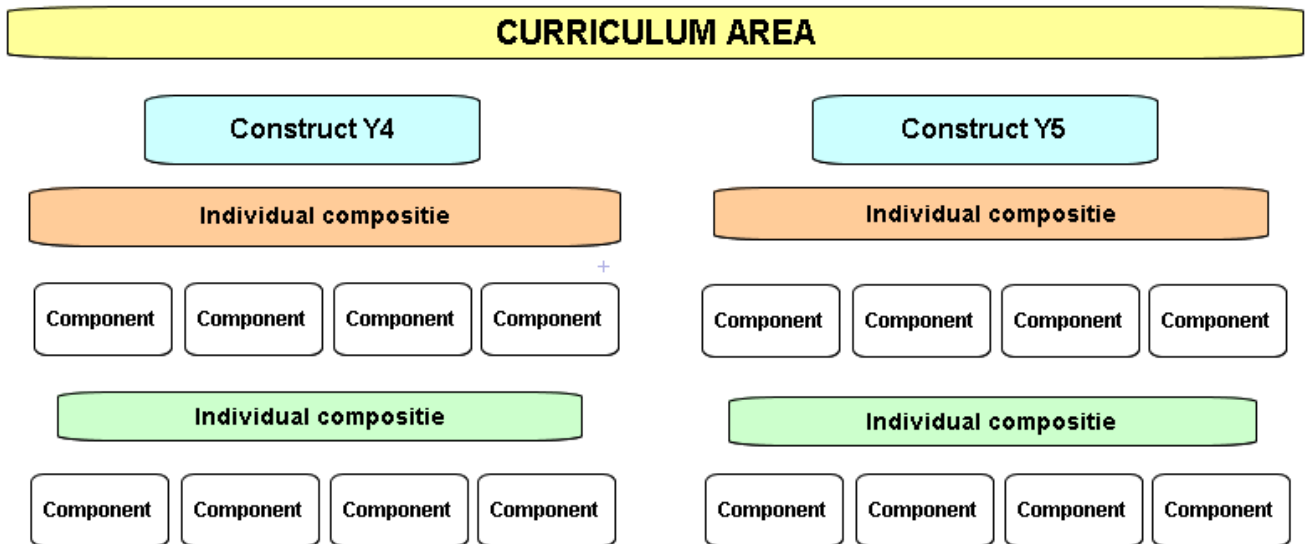 CURRICULUM AREA
Construct Y4
Construct Y5
Individual compositie
Individual compositie
Component Component Component Component
Component Component Component Component
Individual compositie
Individual compositie
Component Component Component Component
Component Component Component Component